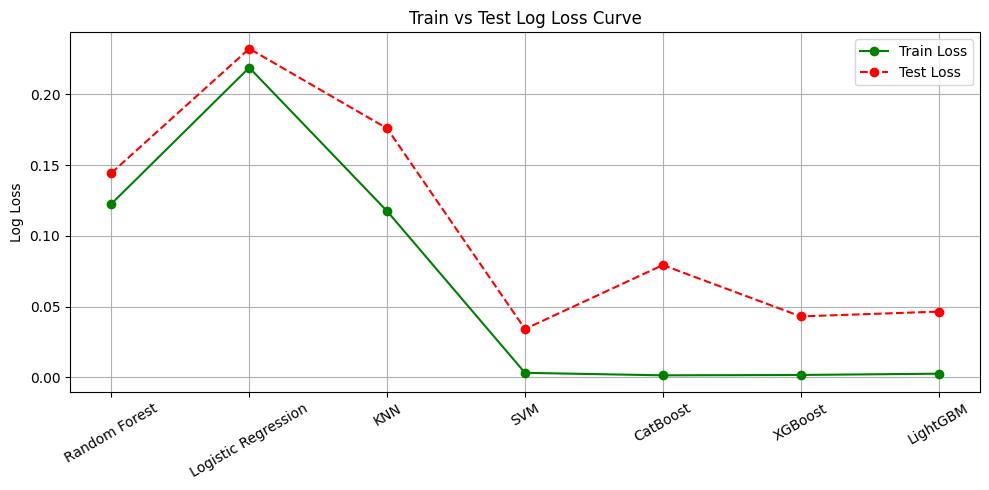 Train vs Test Log Loss Curve
Train Loss
Test Loss
Log Loss
0.20
0.15
0.10
0.05
0.00
Random Forest
Logistic Regression
KNN
SVM
CatBoost
XGBoost
LightGBM